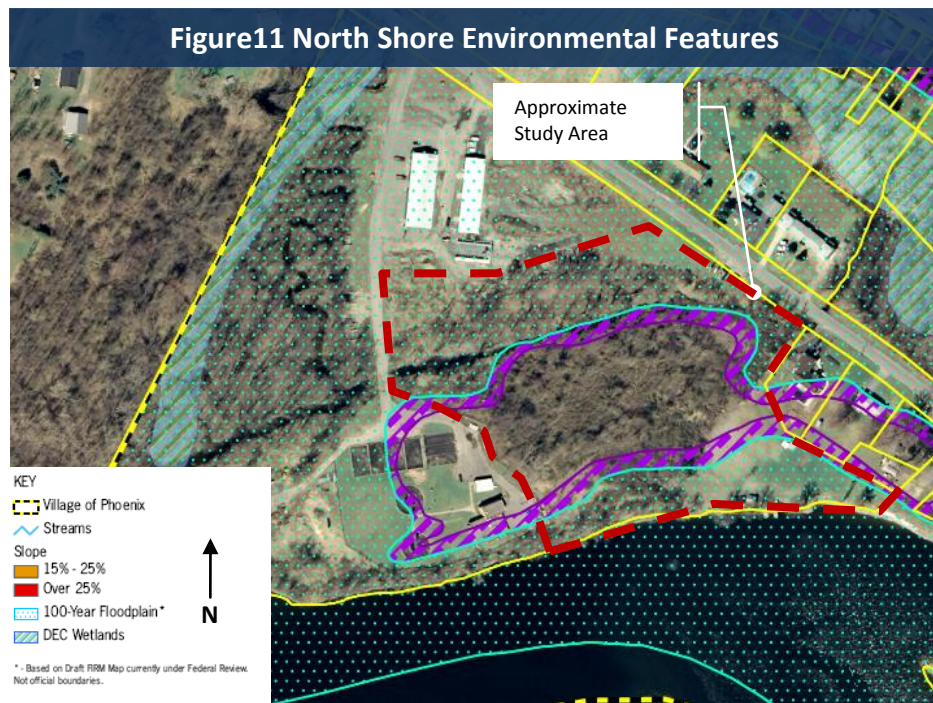 Figure11 North Shore Environmental Features
Approximate
Study Area
KEY
Village of Phoenix
Streams
Slope
15% - 25%
Over 25%
100-Year Floodplain*
DEC Wetlands
* - Based on Draft FIRM Map currently under Federal Review.
Not official boundaries.
N